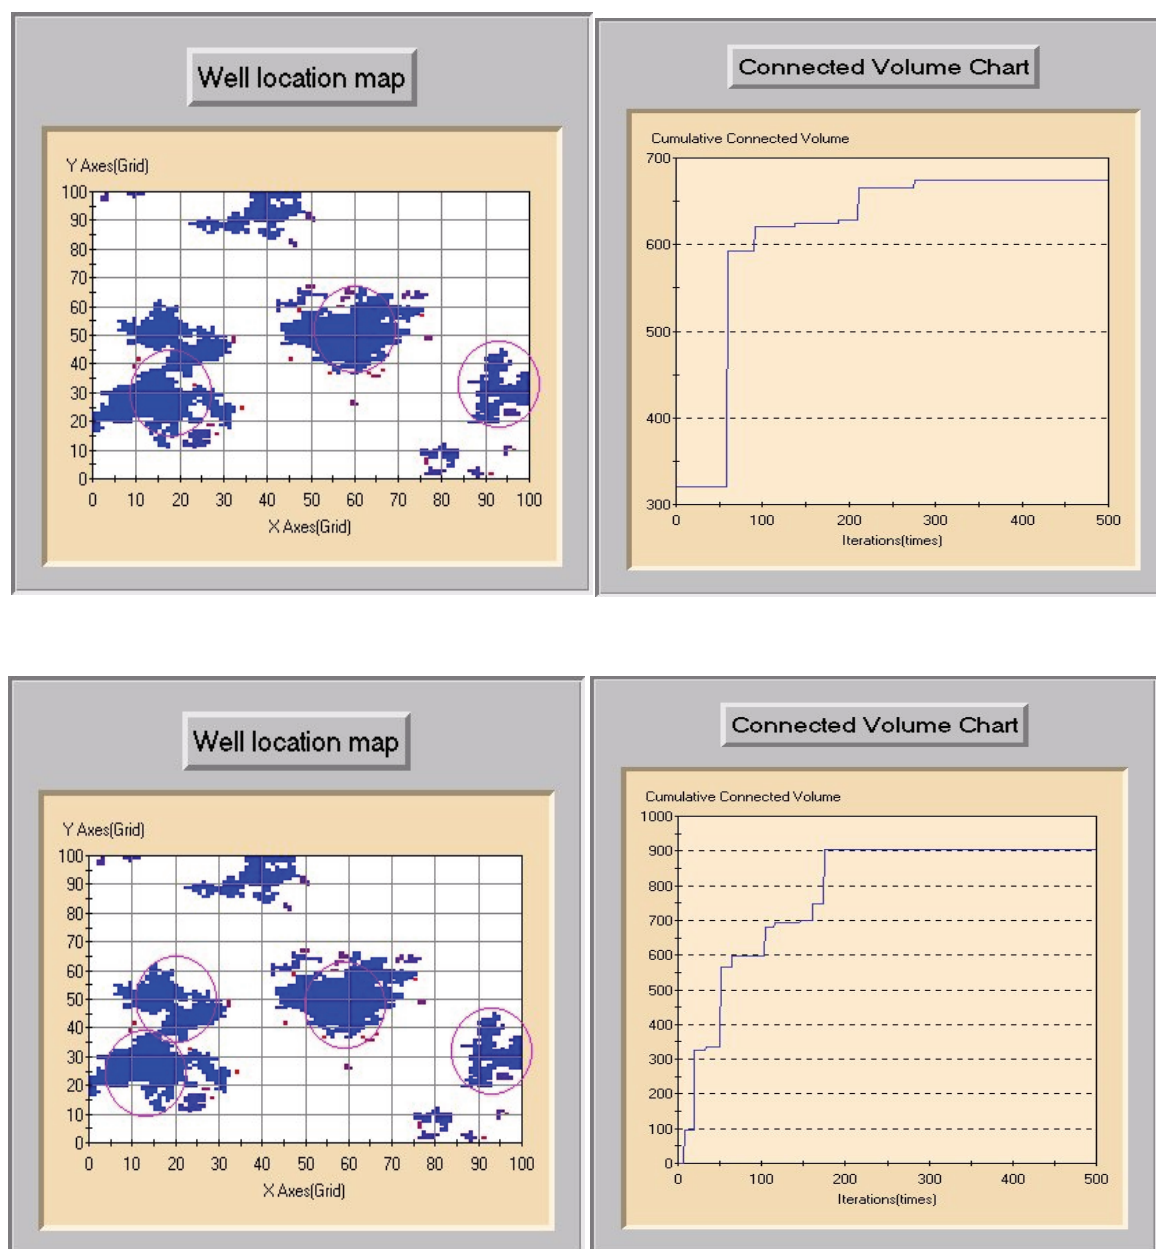 Well location map
Y Axes(Grid)
100
90
80
70
60
50
40
30
20
10
0
0 10 20 30 40 50 60 70 80 90 100
X Axes(Grid)
Connected Volume Chart
Cumulative Connected Volume
700
600
500
400
300
0 100 200 300 400 500
Iterations(times)
Well location map
Y Axes(Grid)
100
90
80
70
60
50
40
30
20
10
0
0 10 20 30 40 50 60 70 80 90 100
X Axes(Grid)
Connected Volume Chart
Cumulative Connected Volume
1000
900
800
700
600
500
400
300
200
100
0
0 100 200 300 400 500
Iterations(times)